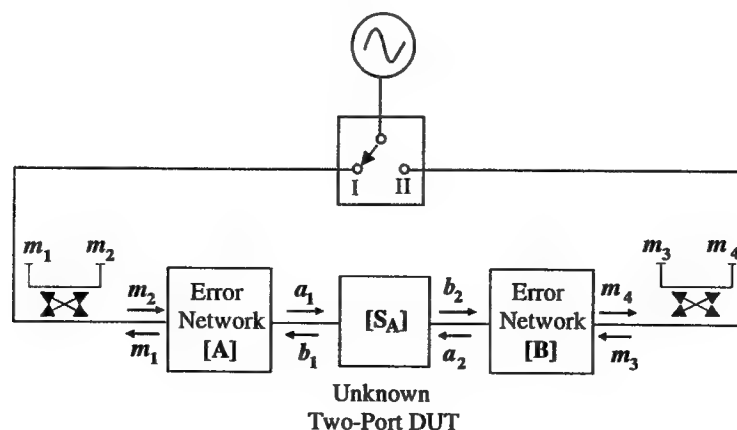 I II
m1 m2
m3 m4
m2
Error
Network
[A]
m1
a1
b1
[SA]
b2
a2
Error
Network
[B]
m4
m3
Unknown
Two-Port DUT